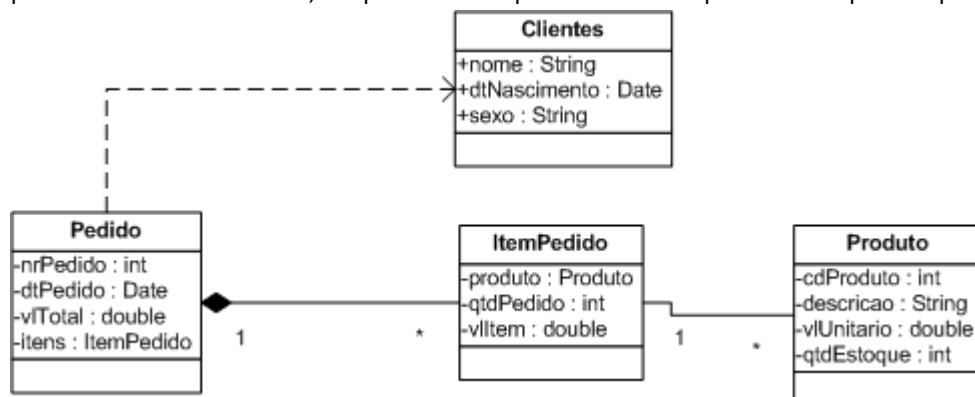 Clientes
+nome : String
+dtNascimento : Date
+sexo : String
Pedido
-nrPedido : int
-dtPedido : Date
-vlTotal : double
-itens : ItemPedido
1
*
ItemPedido
-produto : Produto
-qtdPedido : int
-vlItem : double
1
*
Produto
-cdProduto : int
-descricao : String
-vlUnitario : double
-qtdEstoque : int